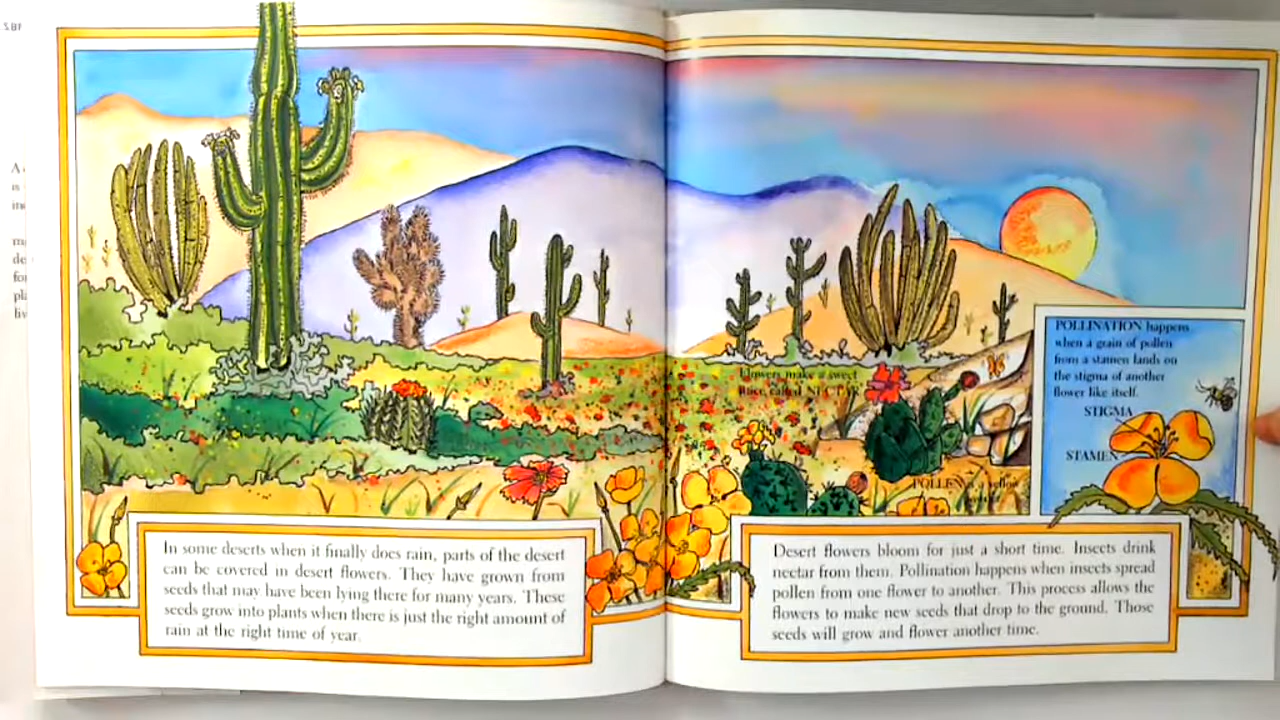 In some deserts when it finally does rain, parts of the desert
can be covered in desert flowers. They have grown from
seeds that may have been lying there for many years. These
seeds grow into plants when there is just the right amount of
rain at the right time of year.
Flowers make a sweet
juice, called NECTAR
POLLEN is a yellow
POLLINATION happens
when a grain of pollen
from a stamen lands on
the stigma of another
flower like itself.
STIGMA
STAMEN
Desert flowers bloom for just a short time. Insects drink
nectar from them. Pollination happens when insects spread
pollen from one flower to another. This process allows the
flowers to make new seeds that drop to the ground. Those
seeds will grow and flower another time.